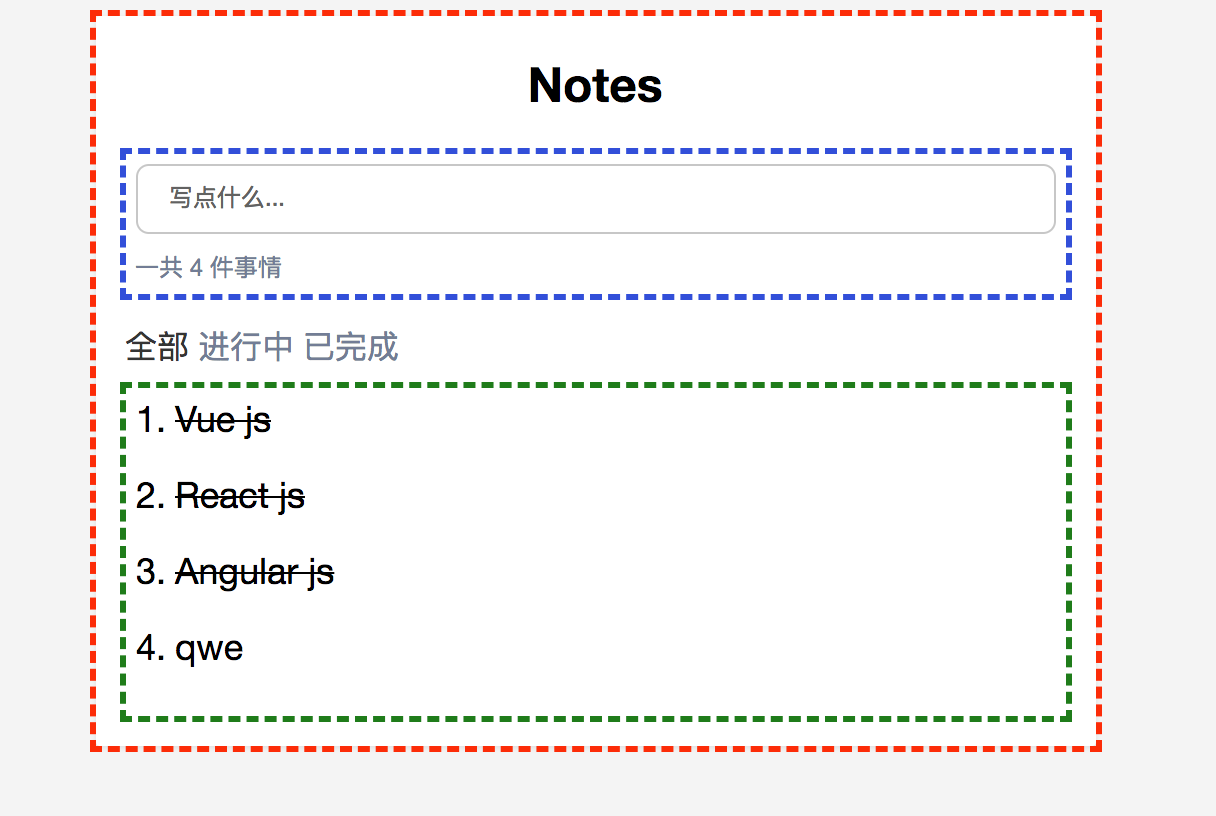 Notes
写点什么...
一共 4 件事情
全部 进行中 已完成
1. Vue js
2. React js
3. Angular js
4. qwe